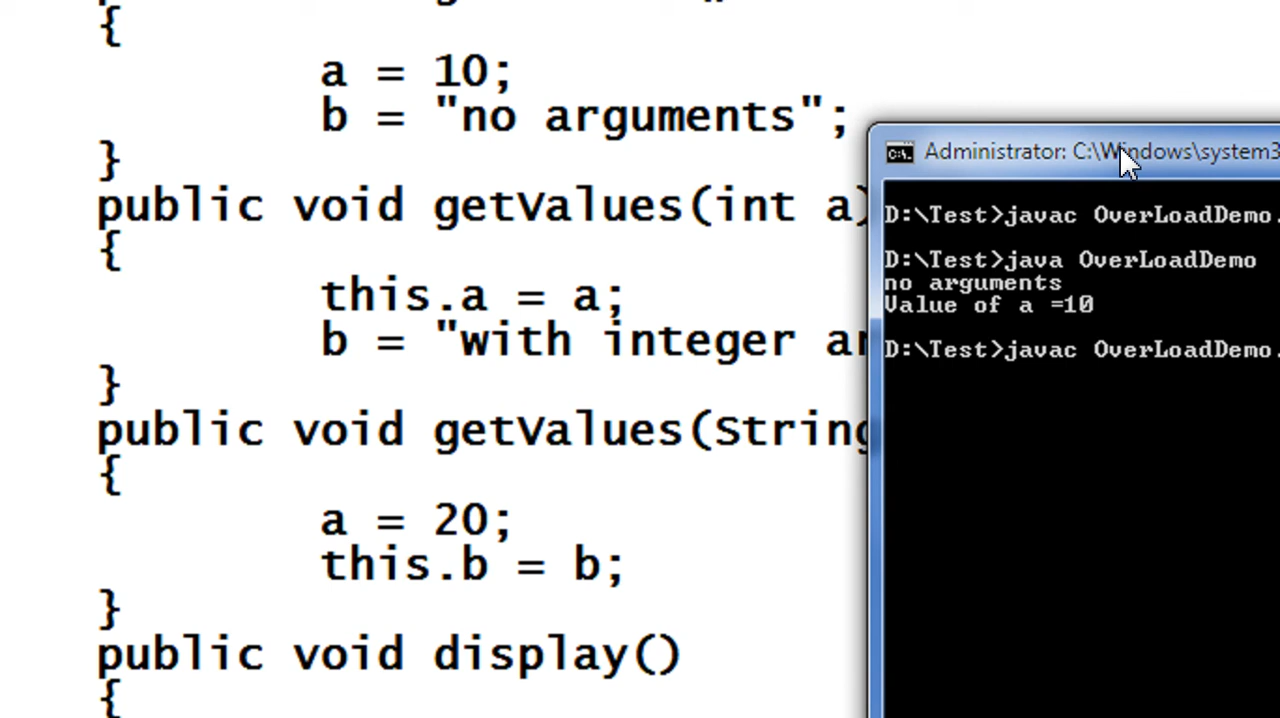 {
a = 10;
b = "no arguments";
}
public void getValues(int a)
{
this.a = a;
b = "with integer
}
public void getValues(String
{
a = 20;
this.b = b;
}
public void display()
{
Administrator: C:\Windows\system3
D:\Test>javac OverLoadDemo.
D:\Test>java OverLoadDemo
no arguments
Value of a =10
D:\Test>javac OverLoadDemo.